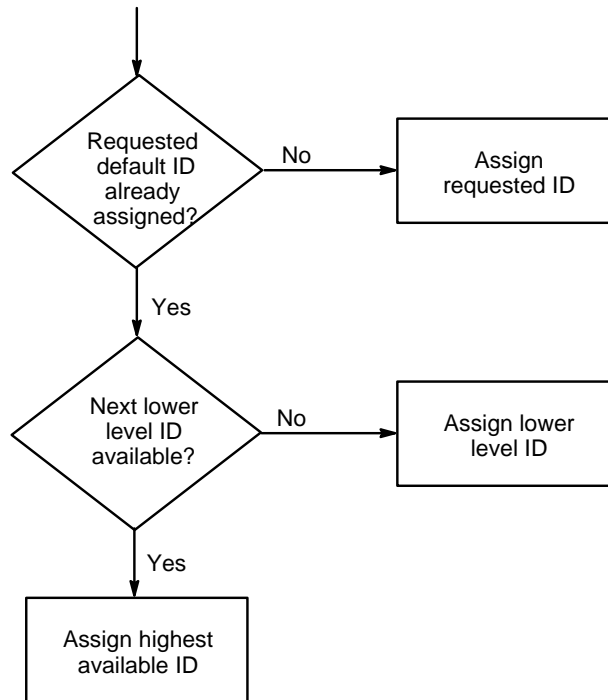 Requested
default ID
already
assigned?
No
Assign
requested ID
Yes
Next lower
level ID
available?
No
Assign lower
level ID
Yes
Assign highest
available ID